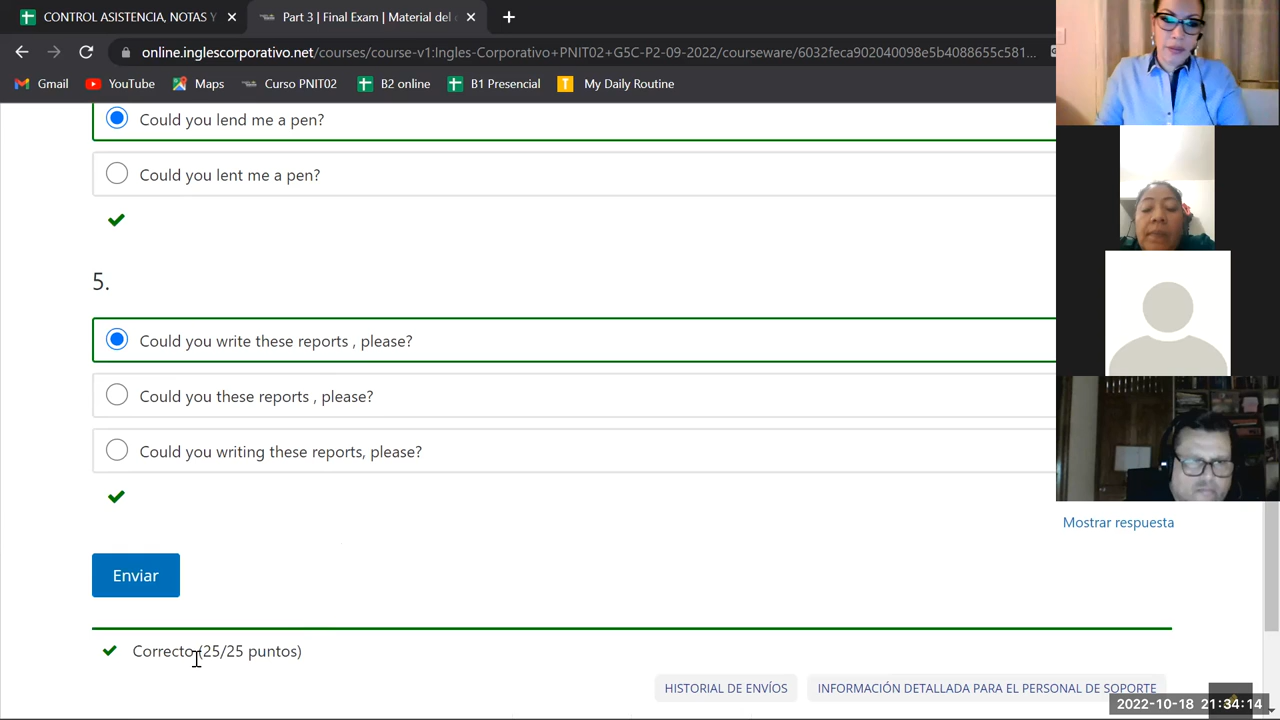 CONTROL ASISTENCIA, NOTAS Y
Part 3 | Final Exam | Material del
online.inglescorporativo.net/courses/course-v1:Ingles-Corporativo+PNIT02+G5C-P2-09-2022/courseware/6032feca902040098e5b4088655c581...
Gmail
YouTube
Maps
Curso PNIT02
B2 online
B1 Presencial
My Daily Routine
Could you lend me a pen?
Could you lent me a pen?
5.
Could you write these reports , please?
Could you these reports , please?
Could you writing these reports, please?
Mostrar respuesta
Enviar
Correcto (25/25 puntos)
HISTORIAL DE ENVÍOS
INFORMACIÓN DETALLADA PARA EL PERSONAL DE SOPORTE
2022-10-18 21:34:14